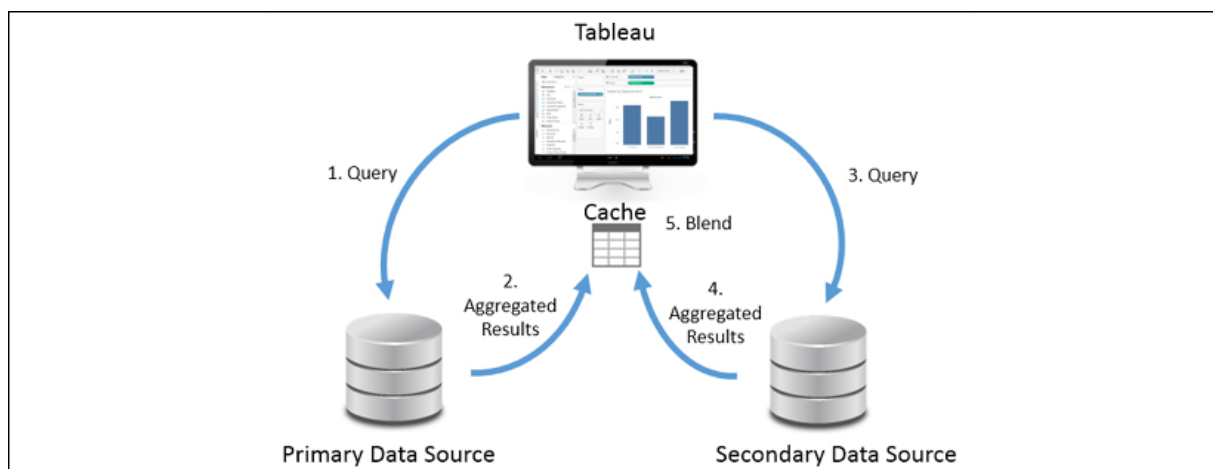 Tableau
1. Query
3. Query
Cache
5. Blend
2.
Aggregated
Results
4.
Aggregated
Results
Primary Data Source
Secondary Data Source